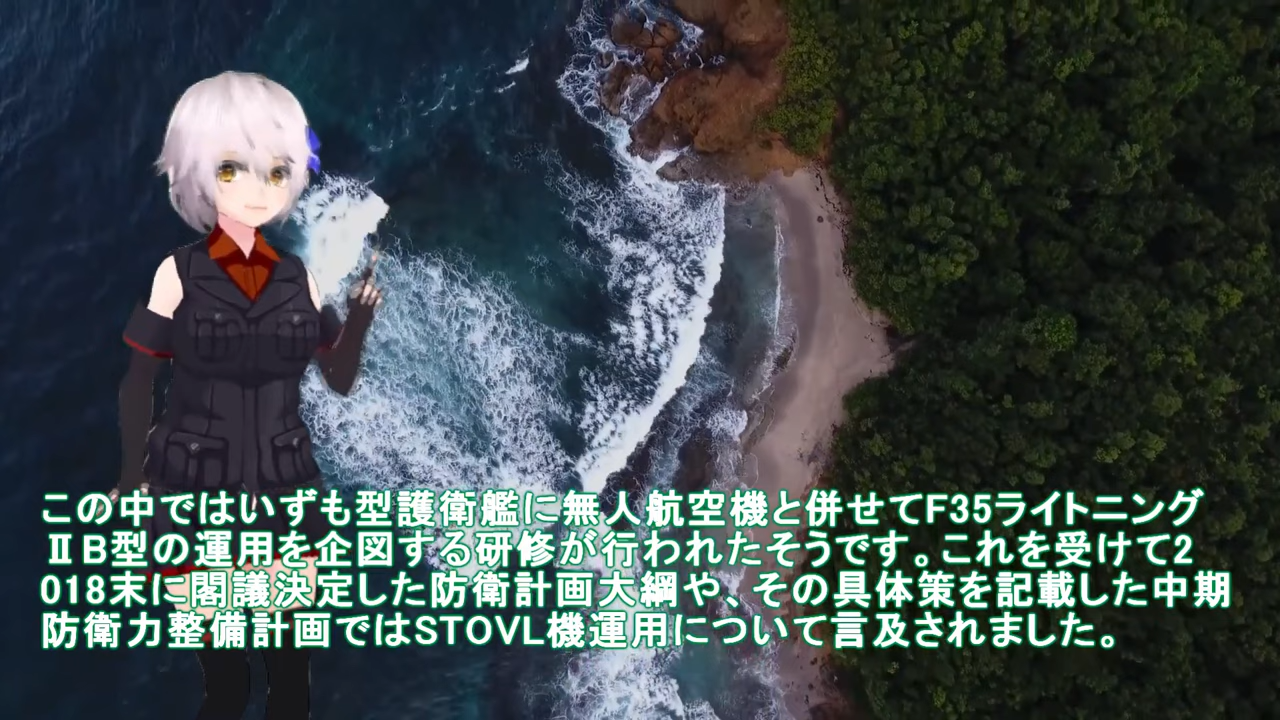 この中ではいずも型護衛艦に無人航空機と併せてF35ライトニング
ⅡB型の運用を企図する研修が行われたそうです。これを受けて2
018末に閣議決定した防衛計画大綱や、その具体策を記載した中期
防衛力整備計画ではSTOVL機運用について言及されました。